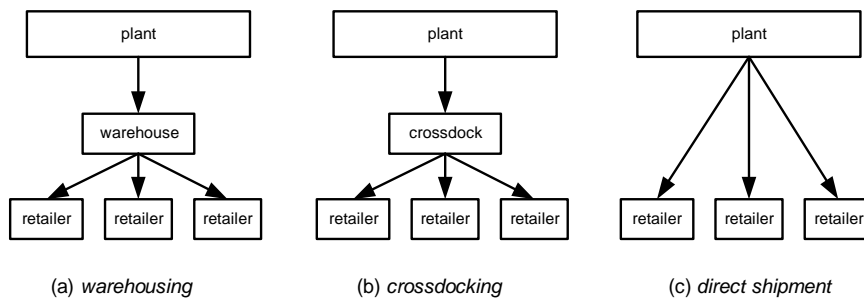 plant plant plant
warehouse crossdock
retailer retailer retailer retailer retailer retailer retailer retailer retailer
(a) warehousing (b) crossdocking (c) direct shipment